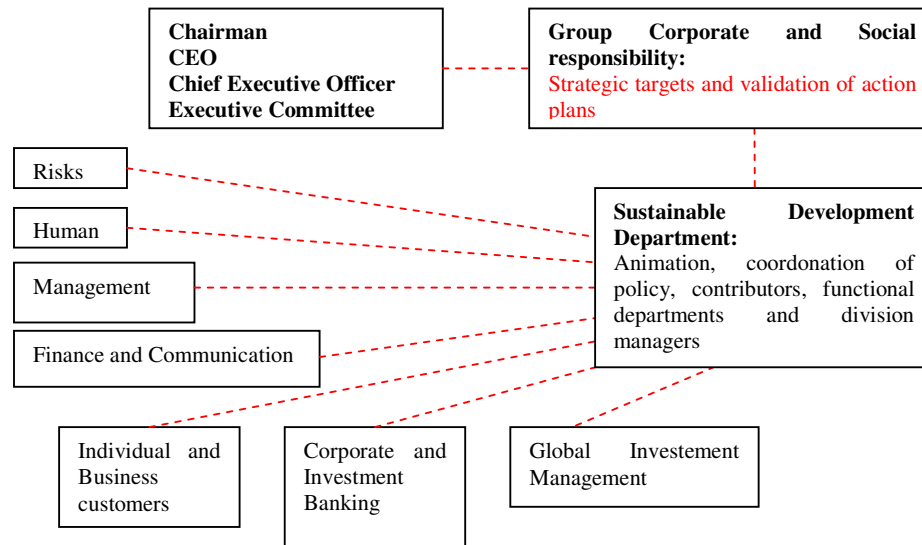 Chairman
CEO
Chief Executive Officer
Executive Committee
Group Corporate and Social
responsibility:
Strategic targets and validation of action
plans
Risks
Human
Management
Finance and Communication
Sustainable Development
Department:
Animation, coordonation of
policy, contributors, functional
departments and division
managers
Individual and
Business
customers
Corporate and
Investment
Banking
Global Investement
Management